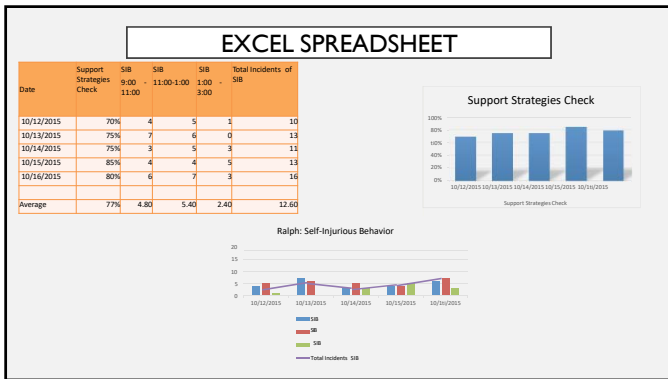 EXCEL SPREADSHEET
Date Support Strategies Check SIB 9:00 - 11:00 SIB 11:00-1:00 SIB 1:00 - 3:00 Total Incidents of SIB
10/12/2015 70% 4 5 1 10
10/13/2015 75% 7 6 0 13
10/14/2015 75% 3 5 3 11
10/15/2015 85% 4 4 5 13
10/16/2015 80% 6 7 3 16
Average 77% 4.80 5.40 2.40 12.60
Support Strategies Check
100%
80%
60%
40%
20%
0%
10/12/2015 10/13/2015 10/14/2015 10/15/2015 10/1b/2015
Support Strategies Check
Ralph: Self-Injurious Behavior
20
15
10
5
0
10/12/2015 10/13/2015 10/14/2015 10/15/2015 10/1b/2015
SIB
SB
SIB
Total Incidents SIB